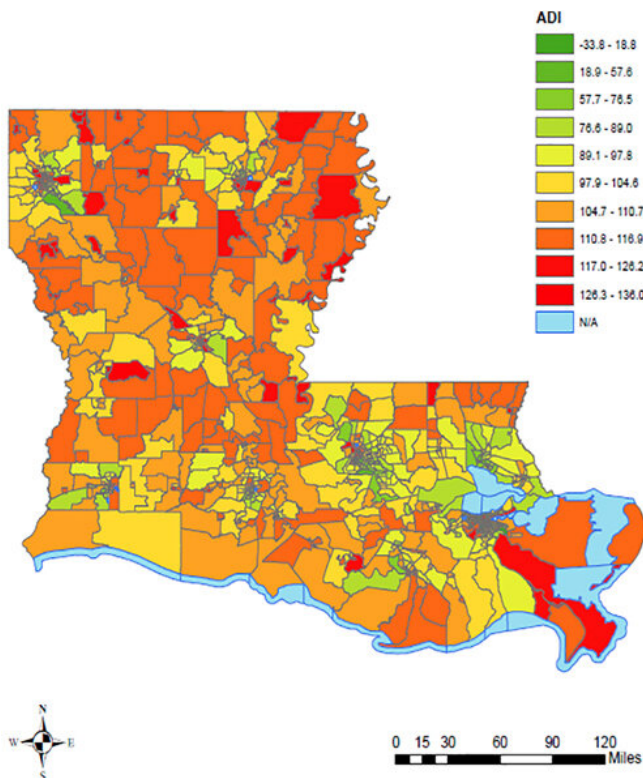 ADI
-33.8 - 18.8
18.9 - 57.6
57.7 - 76.5
76.6 - 89.0
89.1 - 97.8
97.9 - 104.6
104.7 - 110.7
110.8 - 116.9
117.0 - 126.2
126.3 - 136.0
N/A
N
W E
S
0 15 30 60 90 120
Miles